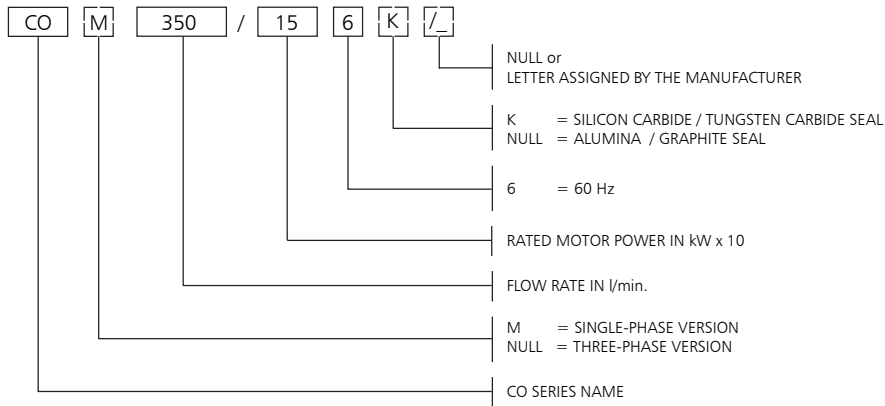 CO M 350 / 15 6 K /_
NULL or
LETTER ASSIGNED BY THE MANUFACTURER
K = SILICON CARBIDE / TUNGSTEN CARBIDE SEAL
NULL = ALUMINA / GRAPHITE SEAL
6 = 60 Hz
RATED MOTOR POWER IN kW x 10
FLOW RATE IN l/min.
M = SINGLE-PHASE VERSION
NULL = THREE-PHASE VERSION
CO SERIES NAME